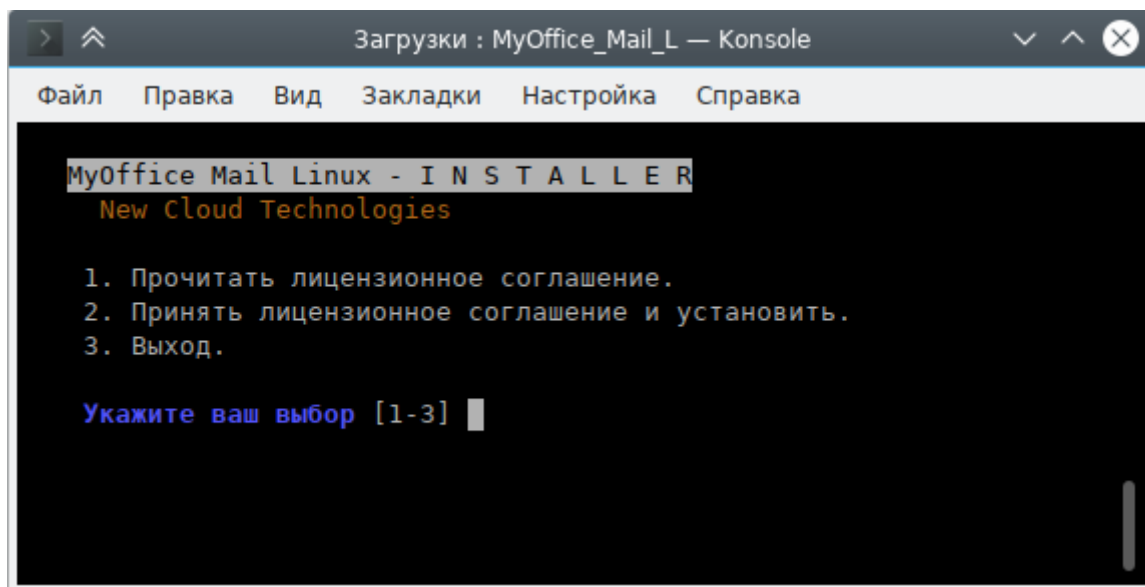 Загрузки : MyOffice_Mail_L — Konsole
Файл Правка Вид Закладки Настройка Справка
MyOffice Mail Linux - I N S T A L L E R
New Cloud Technologies
1. Прочитать лицензионное соглашение.
2. Принять лицензионное соглашение и установить.
3. Выход.
Укажите ваш выбор [1-3]